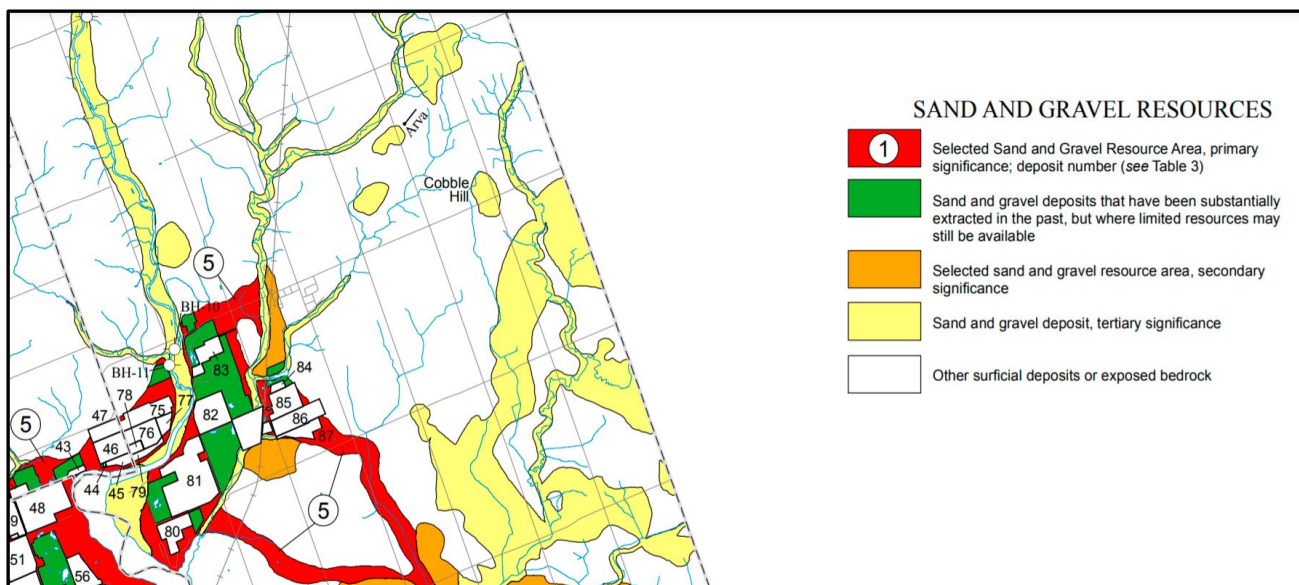 SAND AND GRAVEL RESOURCES
1
Selected Sand and Gravel Resource Area, primary
significance; deposit number (see Table 3)
Sand and gravel deposits that have been substantially
extracted in the past, but where limited resources may
still be available
Selected sand and gravel resource area, secondary
significance
Sand and gravel deposit, tertiary significance
Other surficial deposits or exposed bedrock
Arva
Cobble
Hill
5
BH-10
BH-11
83
84
78
77
85
47
75
82
86
5
76
87
43
46
44
45
79
81
5
48
9
80
51
56